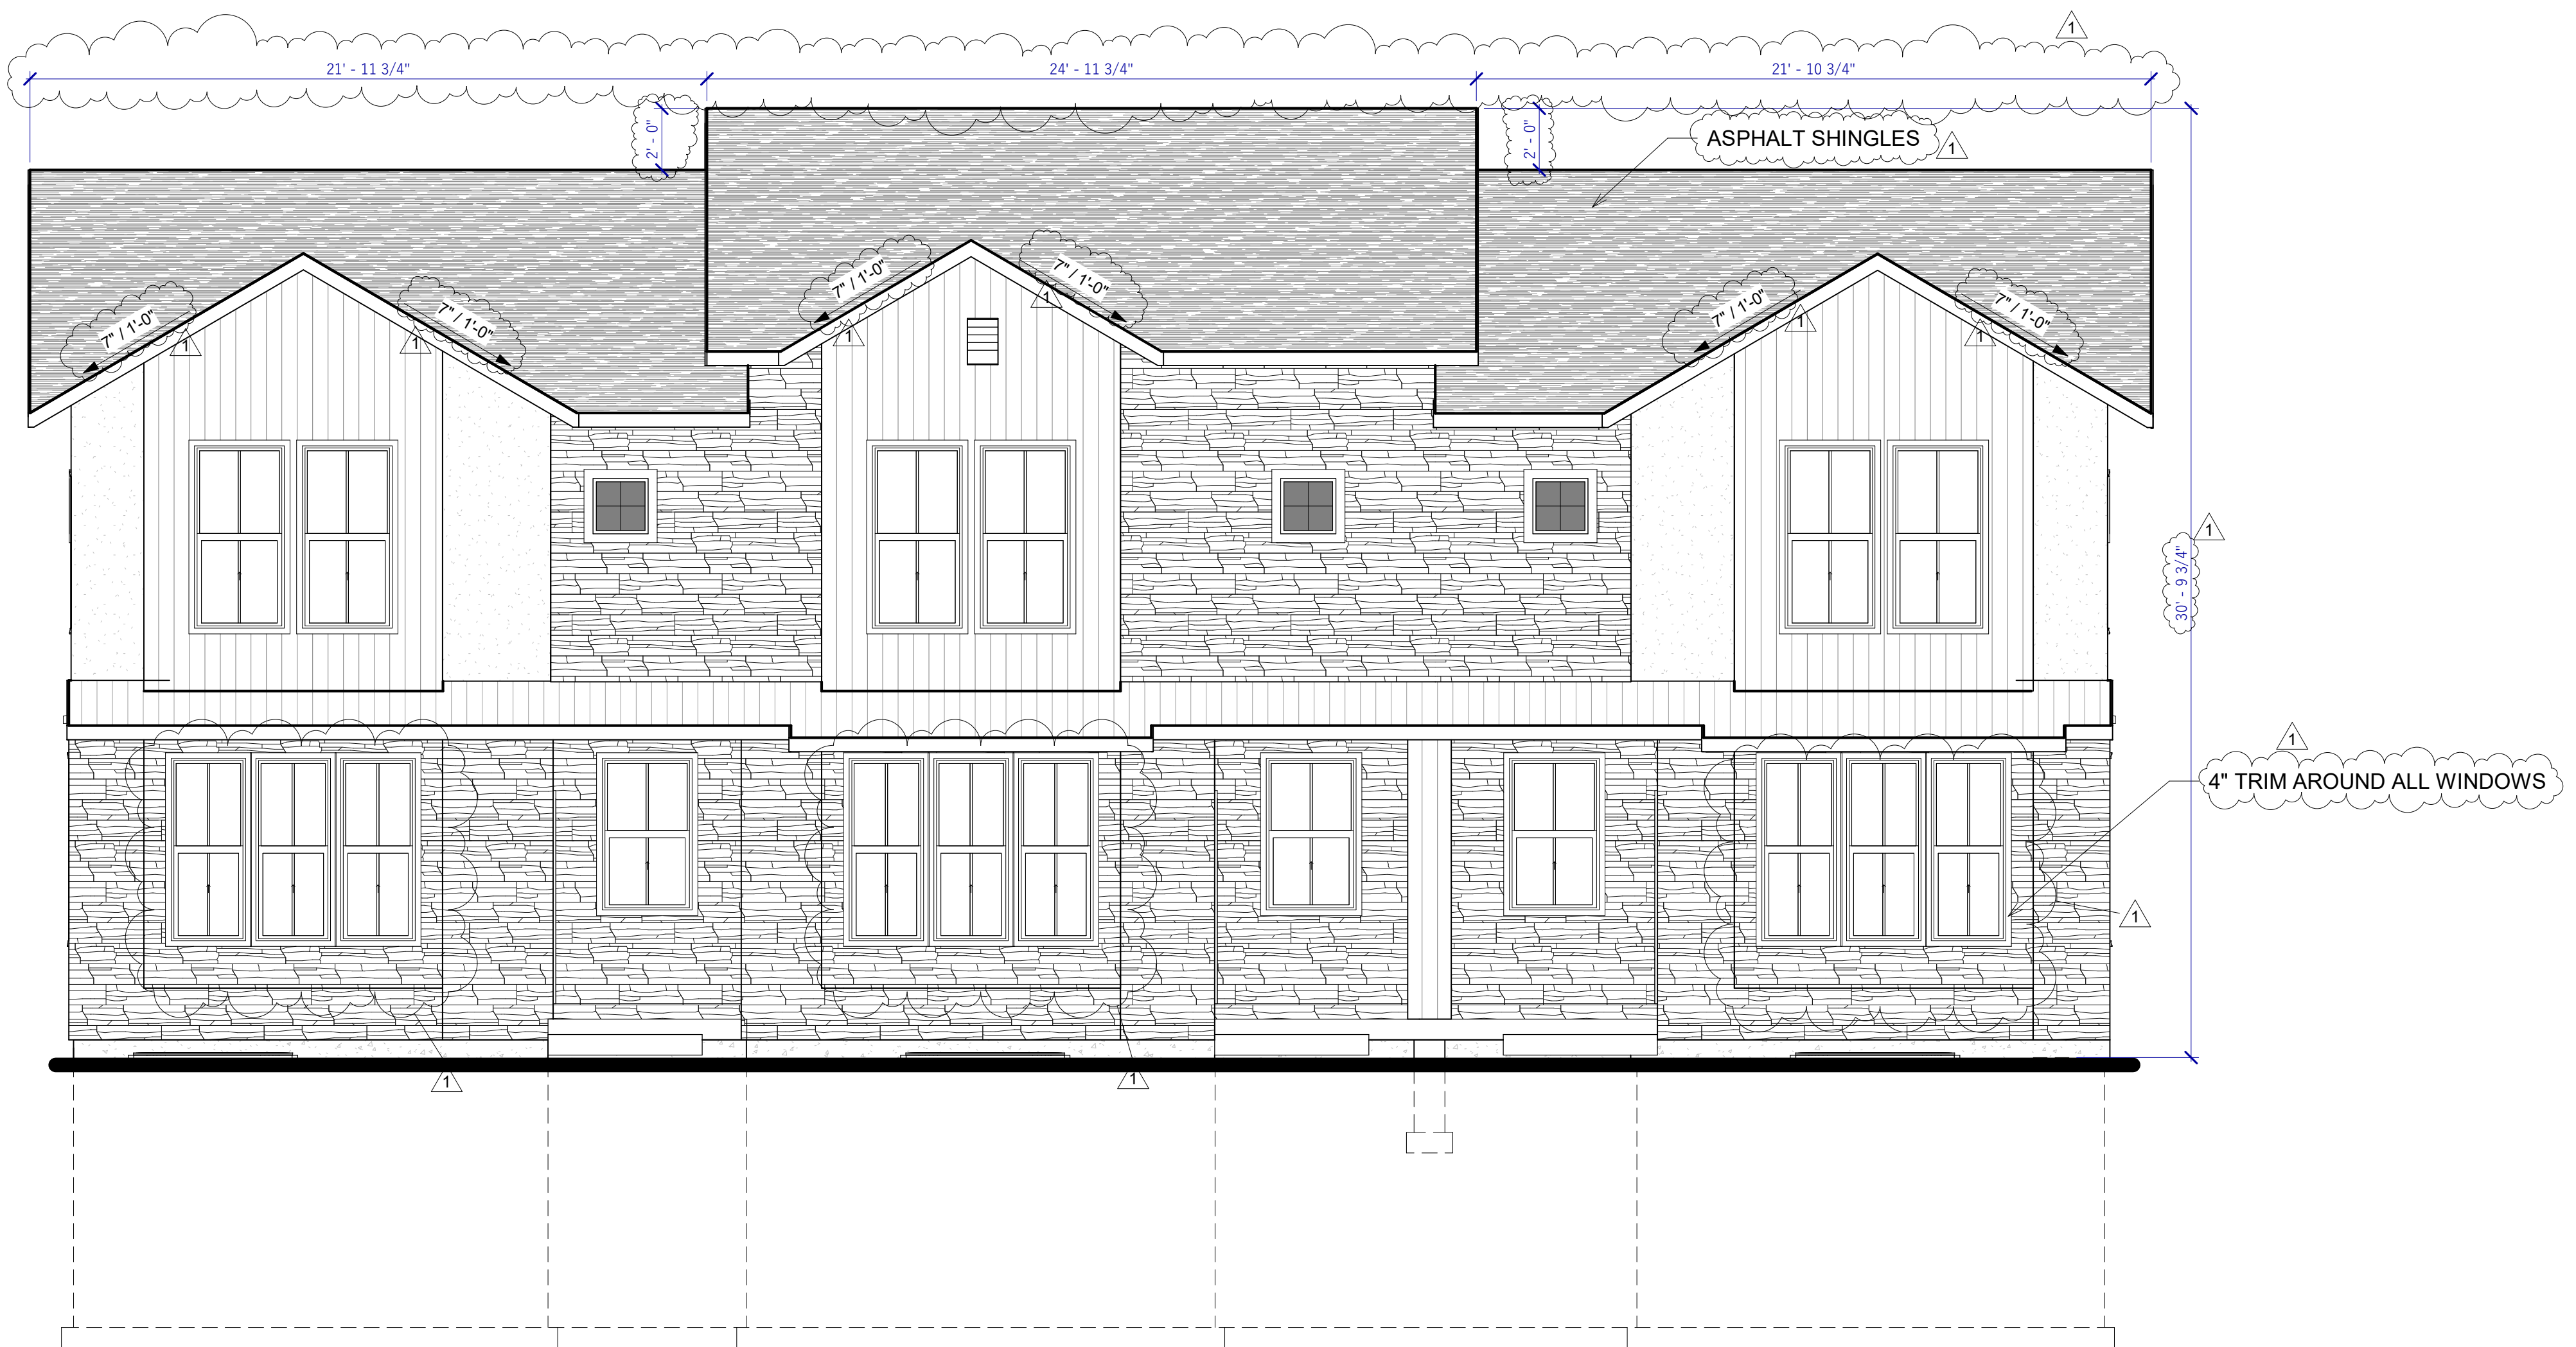 1
21' - 11 3/4"
24' - 11 3/4"
21' - 10 3/4"
2' - 0"
2' - 0"
ASPHALT SHINGLES
1
7" / 1'-0"
1
7" / 1'-0"
1
7" / 1'-0"
1
7" / 1'-0"
1
7" / 1'-0"
1
7" / 1'-0"
1
30' - 9 3/4"
1
1
4" TRIM AROUND ALL WINDOWS
1
1
1